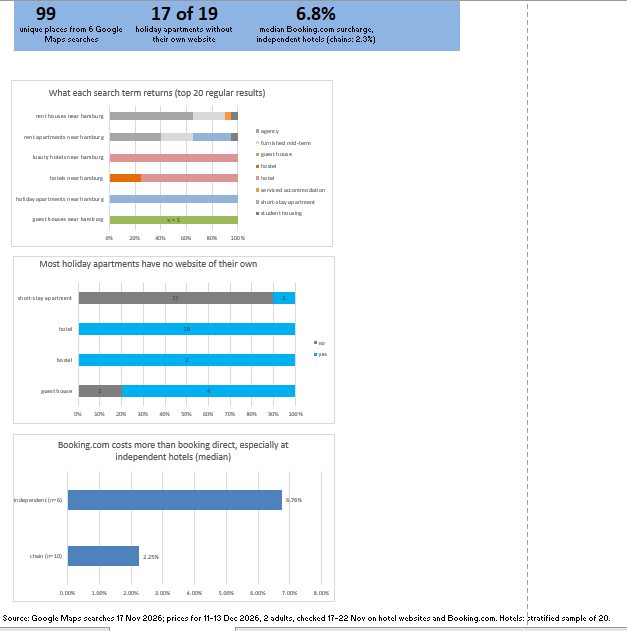 99
unique places from 6 Google
Maps searches
17 of 19
holiday apartments without
their own website
6.8%
median Booking.com surcharge,
independent hotels (chains: 2.3%)
What each search term returns (top 20 regular results)
rent houses near hamburg
rent apartments near hamburg
luxury hotels near hamburg
hotels near hamburg
holiday apartments near hamburg
guest houses near hamburg
n = 5
0% 20% 40% 60% 80% 100%
agency
furnished mid-term
guest house
hostel
hotel
serviced accommodation
short-stay apartment
student housing
Most holiday apartments have no website of their own
short-stay apartment 17 2
hotel 18
hostel 2
guest house 1 4
0% 10% 20% 30% 40% 50% 60% 70% 80% 90% 100%
no
yes
Booking.com costs more than booking direct, especially at
independent hotels (median)
independent (n=6) 6.76%
chain (n=10) 2.25%
0.00% 1.00% 2.00% 3.00% 4.00% 5.00% 6.00% 7.00% 8.00%
Source: Google Maps searches 17 Nov 2026; prices for 11-13 Dec 2026, 2 adults, checked 17-22 Nov on hotel websites and Booking.com. Hotels: stratified sample of 20.